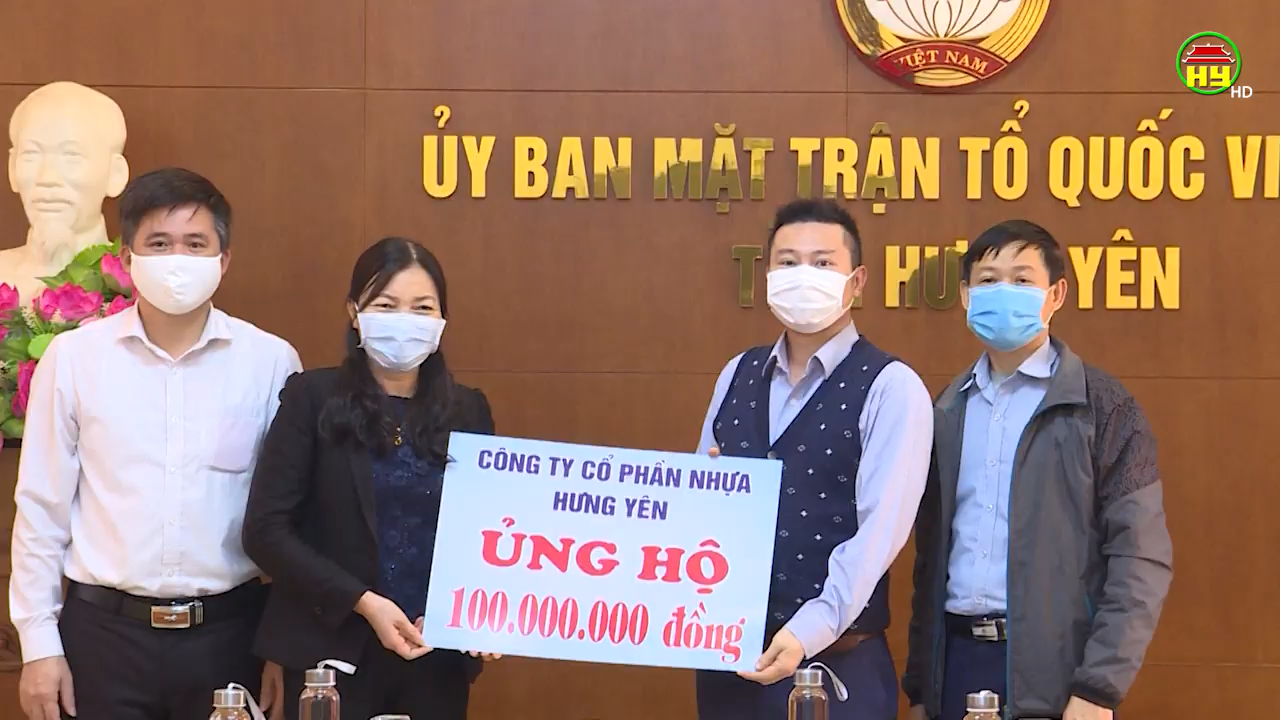 VIỆT NAM
HY
HD
ỦY BAN MẶT TRẬN TỔ QUỐC VI
HƯNG YÊN
CÔNG TY CỔ PHẦN NHỰA
HƯNG YÊN
ỦNG HỘ
100.000.000 đồng